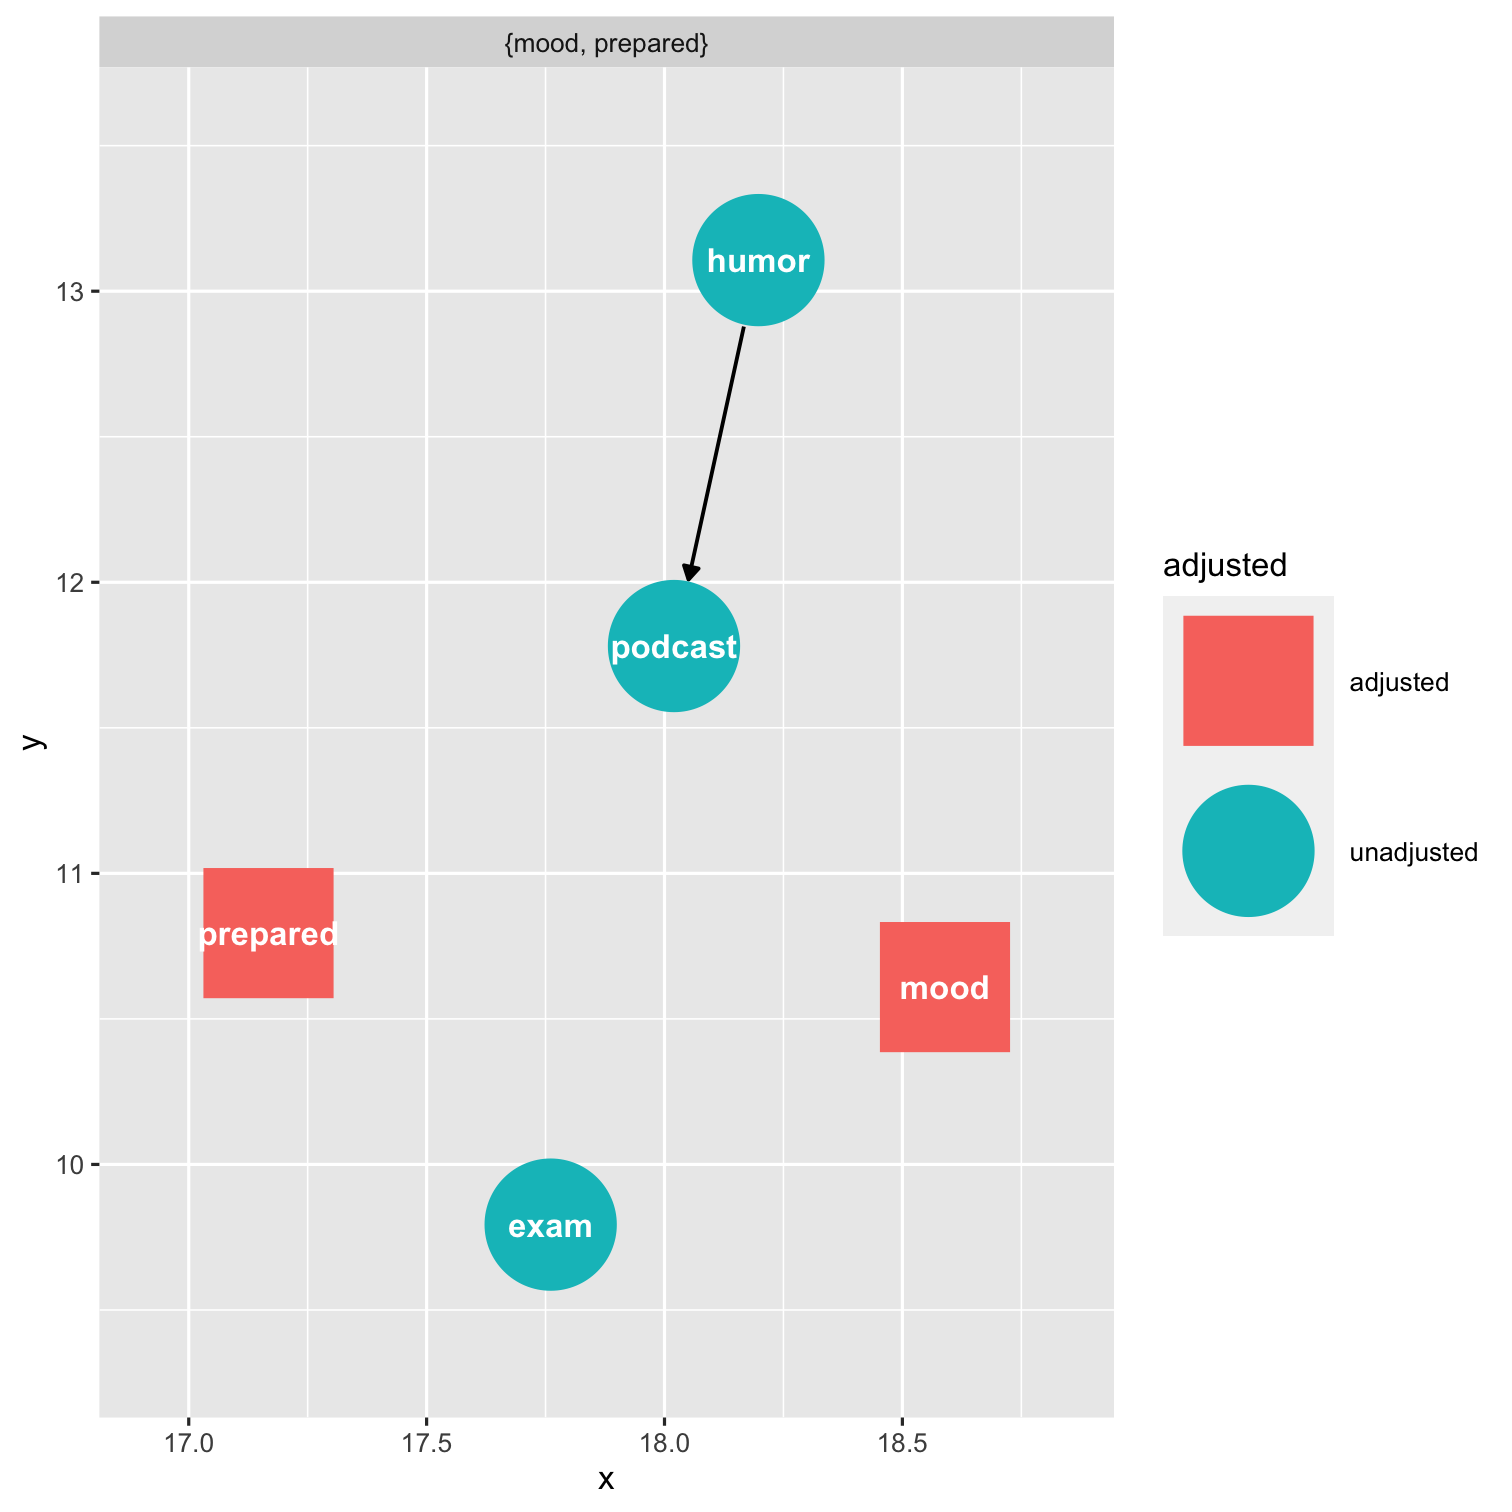 {mood, prepared}
humor
podcast
prepared
mood
exam
13
12
11
10
y
17.0 17.5 18.0 18.5
x
adjusted
adjusted
unadjusted